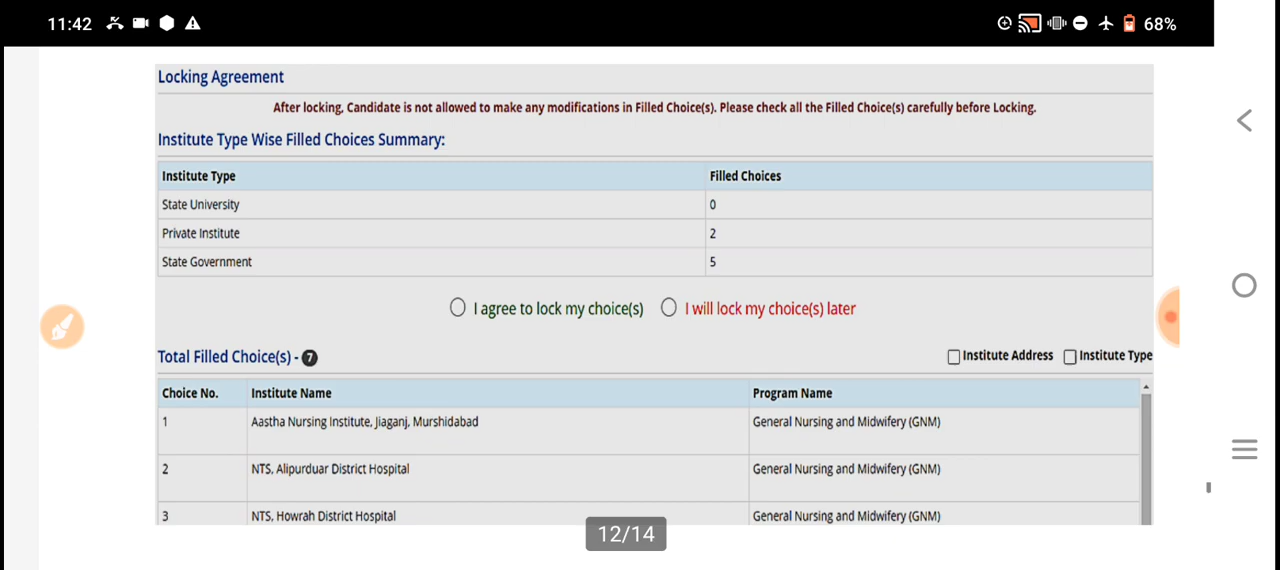 11:42
68%
Locking Agreement
After locking, Candidate is not allowed to make any modifications in Filled Choice(s). Please check all the Filled Choice(s) carefully before Locking.
Institute Type Wise Filled Choices Summary:
Institute Type Filled Choices
State University 0
Private Institute 2
State Government 5
I agree to lock my choice(s) I will lock my choice(s) later
Total Filled Choice(s) - 7 Institute Address Institute Type
Choice No. Institute Name Program Name
1 Aastha Nursing Institute, Jiaganj, Murshidabad General Nursing and Midwifery (GNM)
2 NTS, Alipurduar District Hospital General Nursing and Midwifery (GNM)
3 NTS, Howrah District Hospital General Nursing and Midwifery (GNM)
12/14